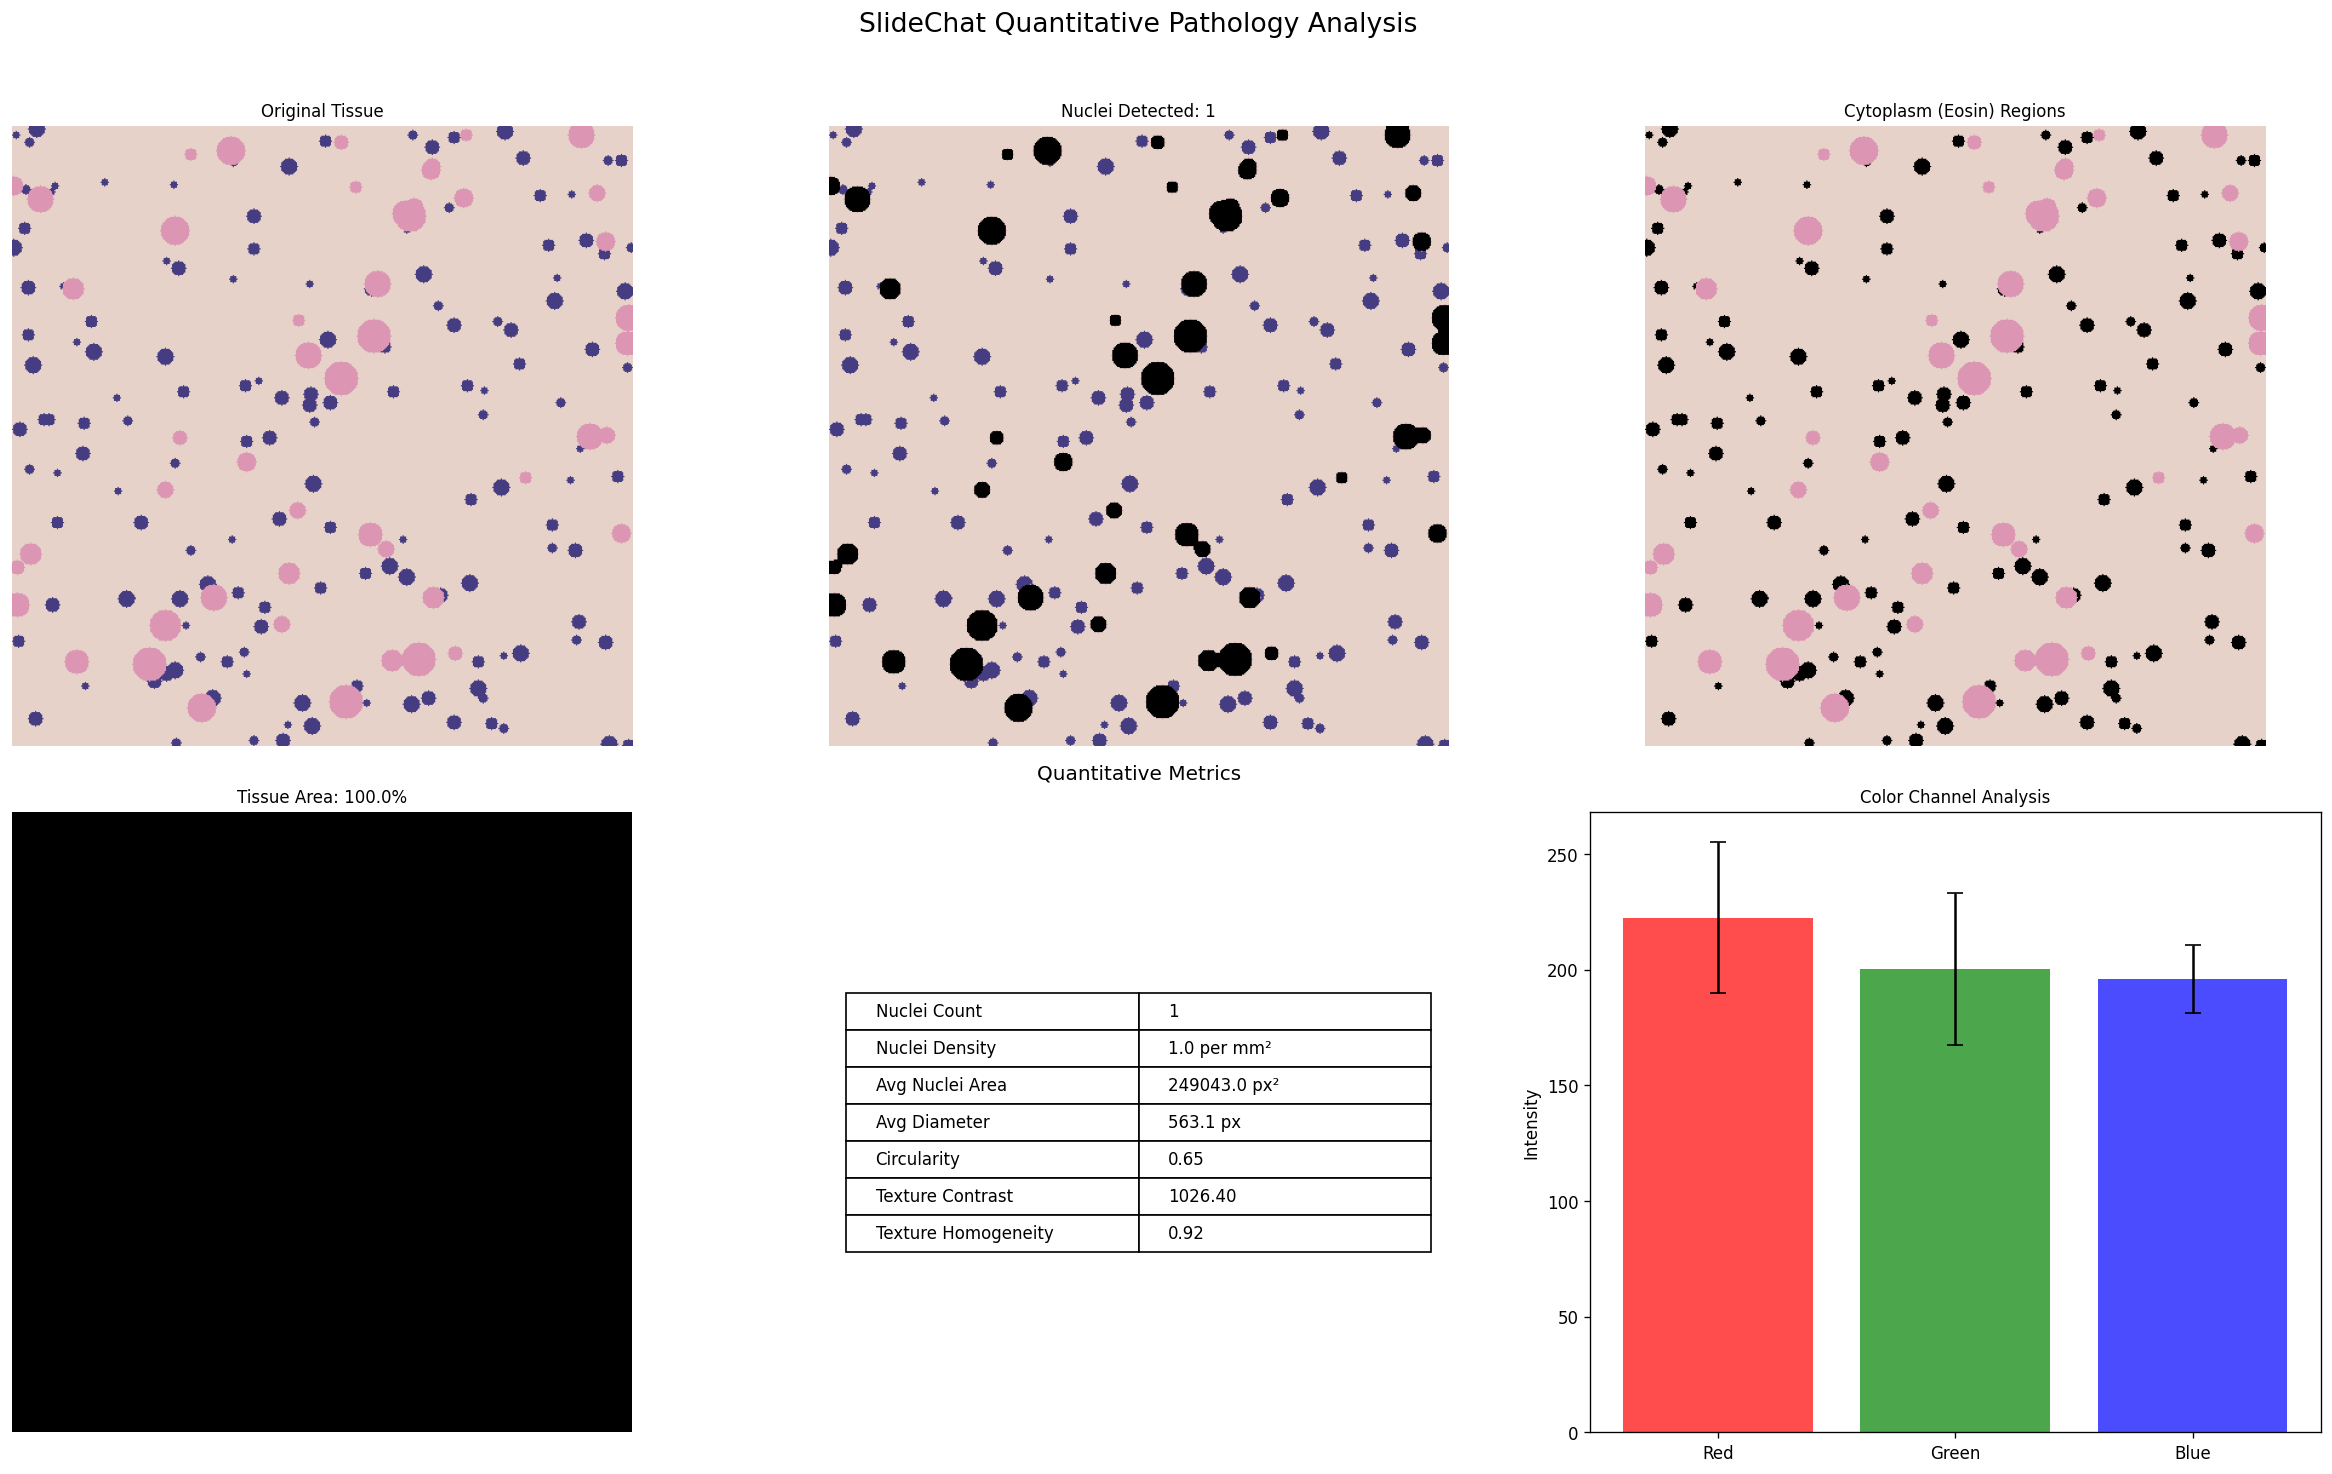 SlideChat Quantitative Pathology Analysis
Original Tissue
Nuclei Detected: 1
Cytoplasm (Eosin) Regions
Tissue Area: 100.0%
Quantitative Metrics
Nuclei Count 1
Nuclei Density 1.0 per mm²
Avg Nuclei Area 249043.0 px²
Avg Diameter 563.1 px
Circularity 0.65
Texture Contrast 1026.40
Texture Homogeneity 0.92
Color Channel Analysis
Intensity
250
200
150
100
50
0
Red Green Blue